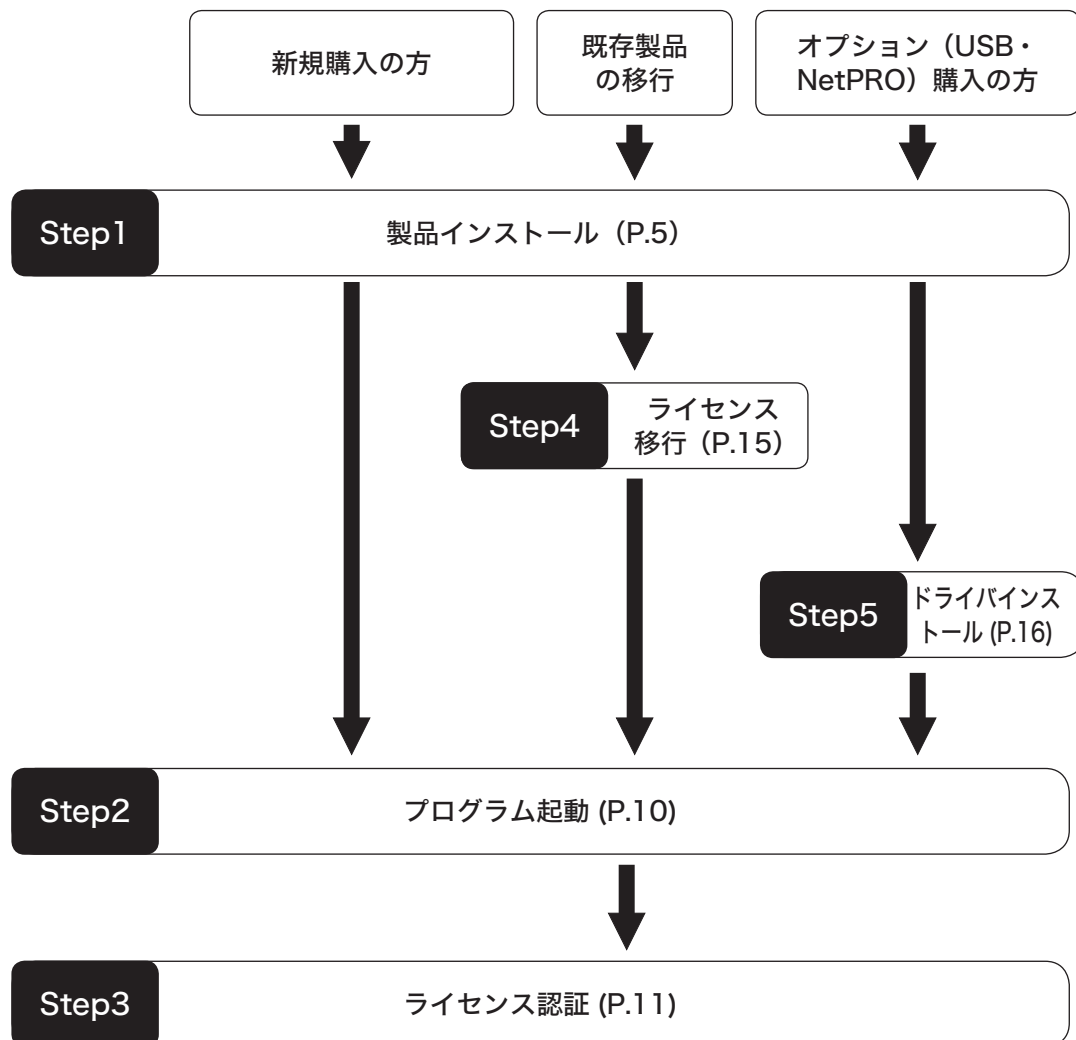 新規購入の方
既存製品
の移行
オプション（USB・
NetPRO）購入の方
Step1
製品インストール（P.5）
Step4
ライセンス
移行（P.15）
Step5
ドライバインス
トール (P.16)
Step2
プログラム起動 (P.10)
Step3
ライセンス認証 (P.11)